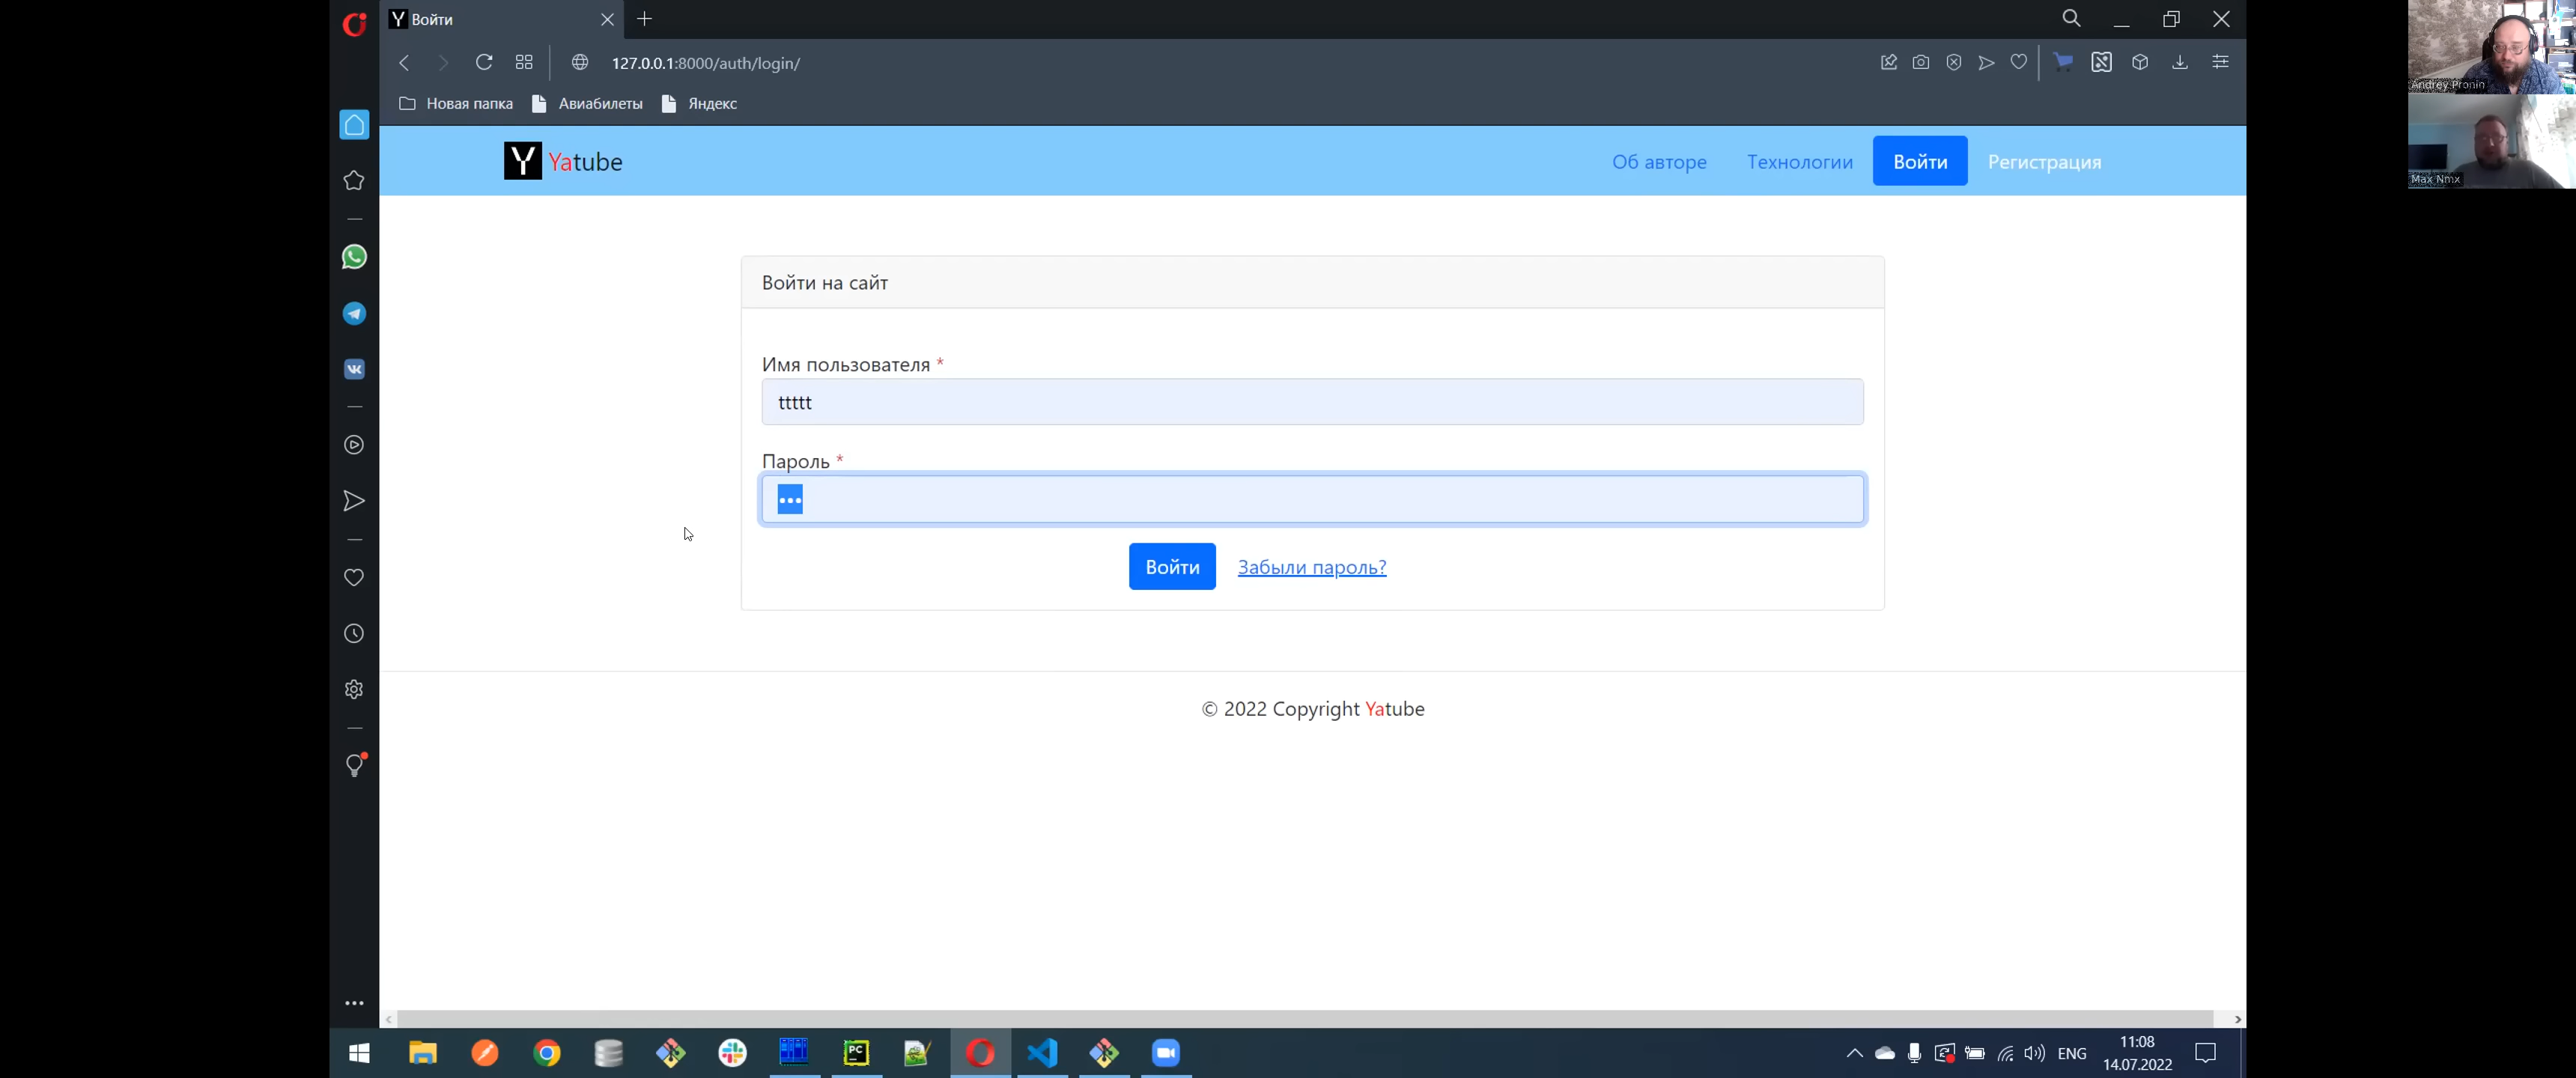 Войти
127.0.0.1:8000/auth/login/
Новая папка Авиабилеты Яндекс
Y Yatube
Об авторе Технологии Войти Регистрация
Войти на сайт
Имя пользователя *
ttttt
Пароль *
•••
Войти Забыли пароль?
© 2022 Copyright Yatube
ENG
11:08
14.07.2022
PC
Andrey Pronin
Max Nmx